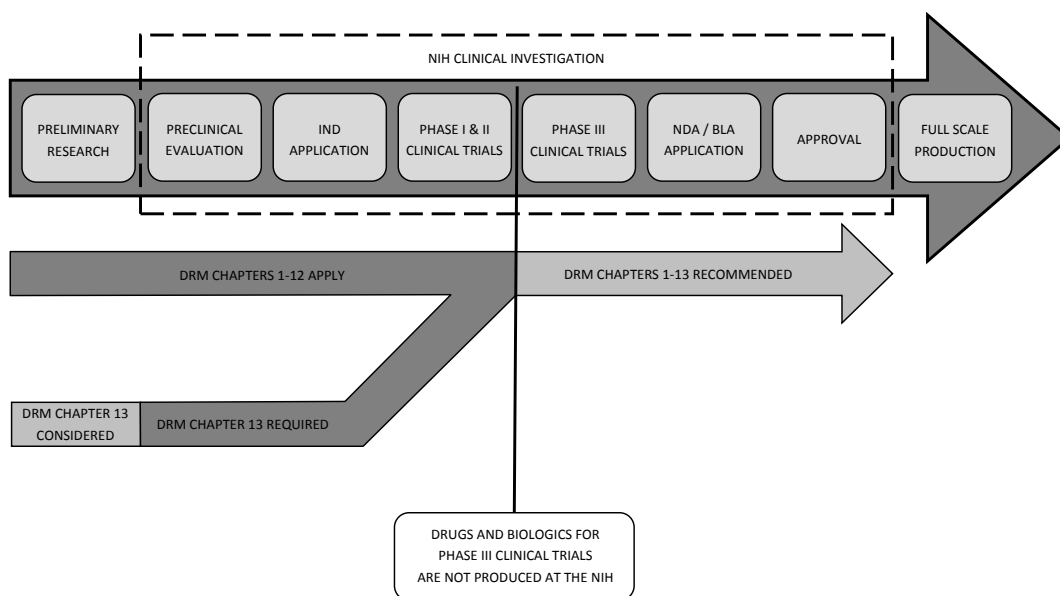 NIH CLINICAL INVESTIGATION
PRELIMINARY
RESEARCH
PRECLINICAL
EVALUATION
IND
APPLICATION
PHASE I & II
CLINICAL TRIALS
PHASE III
CLINICAL TRIALS
NDA / BLA
APPLICATION
APPROVAL
FULL SCALE
PRODUCTION
DRM CHAPTERS 1-12 APPLY
DRM CHAPTERS 1-13 RECOMMENDED
DRM CHAPTER 13
CONSIDERED
DRM CHAPTER 13 REQUIRED
DRUGS AND BIOLOGICS FOR
PHASE III CLINICAL TRIALS
ARE NOT PRODUCED AT THE NIH